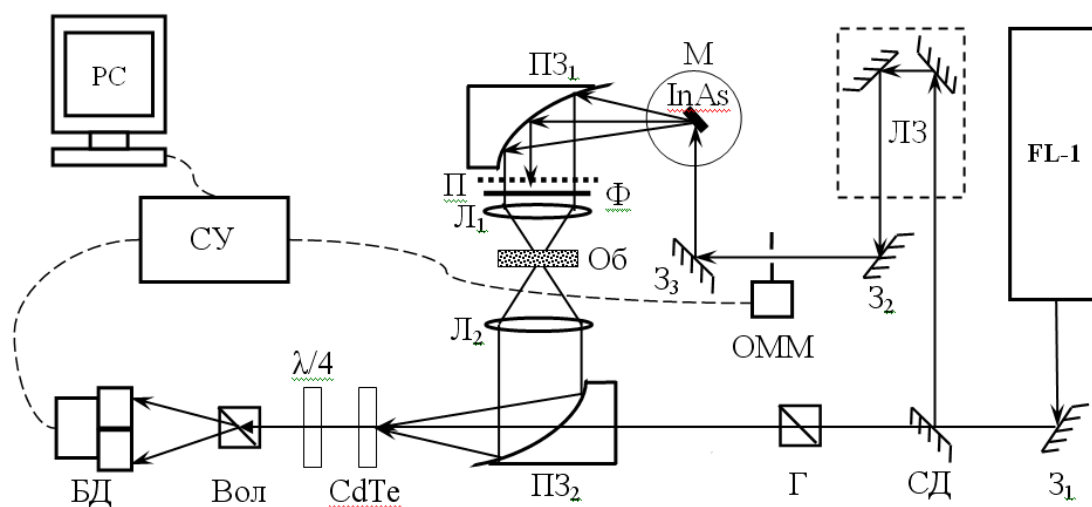 М
ПЗ₁
InAs
PC
ЛЗ
FL-1
П
Ф
Л₁
СУ
Об
З₃
З₂
Л₂
ОММ
λ/4
БД
Вол
CdTe
ПЗ₂
Г
СД
З₁